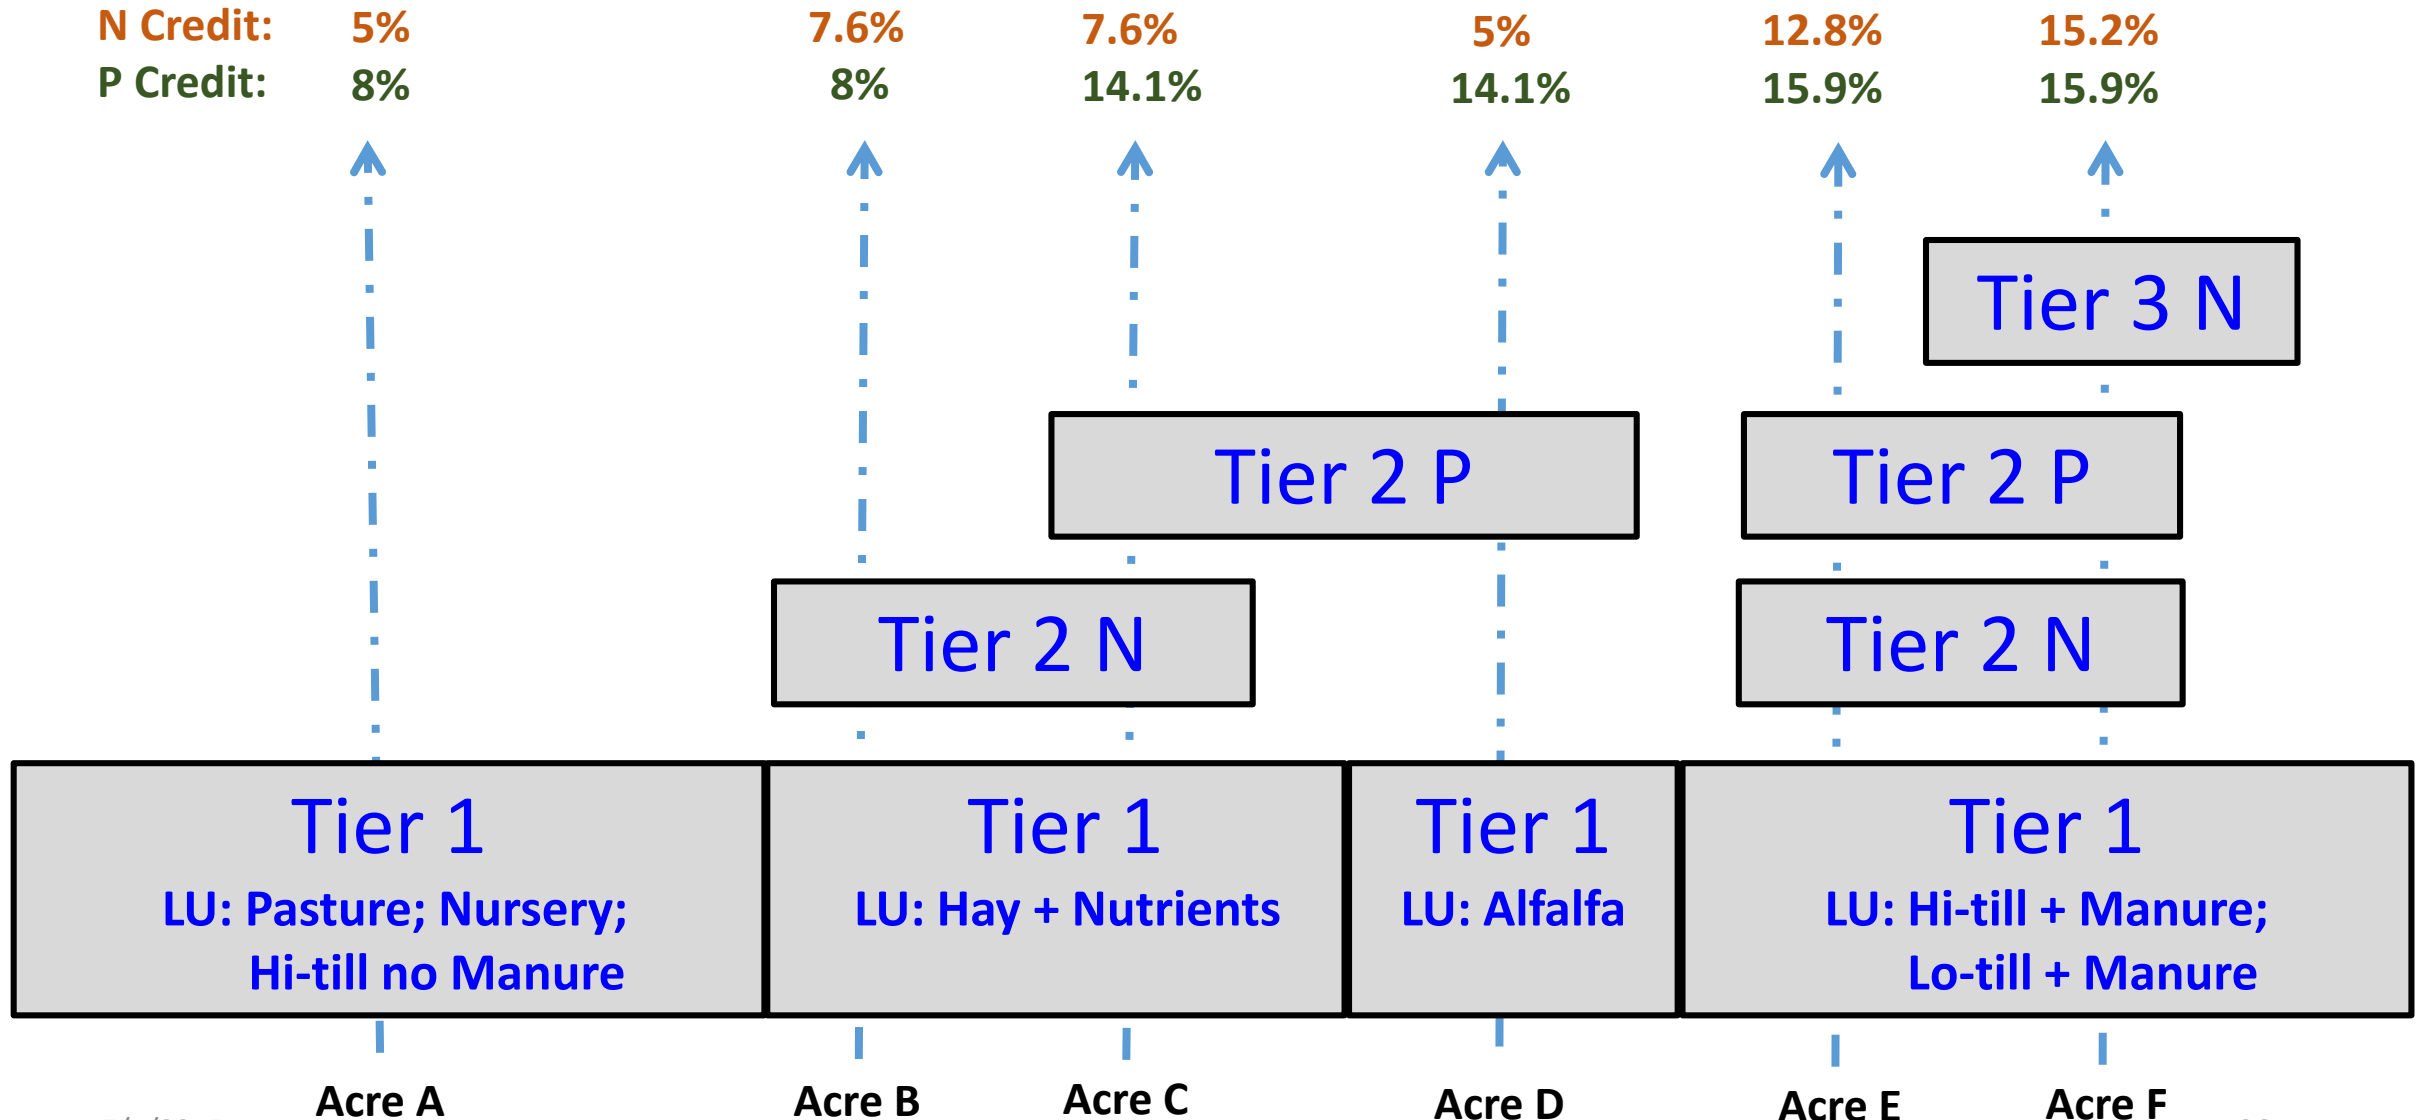 N Credit: 5% 7.6% 7.6% 5% 12.8% 15.2%
P Credit: 8% 8% 14.1% 14.1% 15.9% 15.9%
Tier 3 N
Tier 2 P Tier 2 P
Tier 2 N Tier 2 N
Tier 1 Tier 1 Tier 1 Tier 1
LU: Pasture; Nursery; LU: Hay + Nutrients LU: Alfalfa LU: Hi-till + Manure;
Hi-till no Manure Lo-till + Manure
Acre A Acre B Acre C Acre D Acre E Acre F